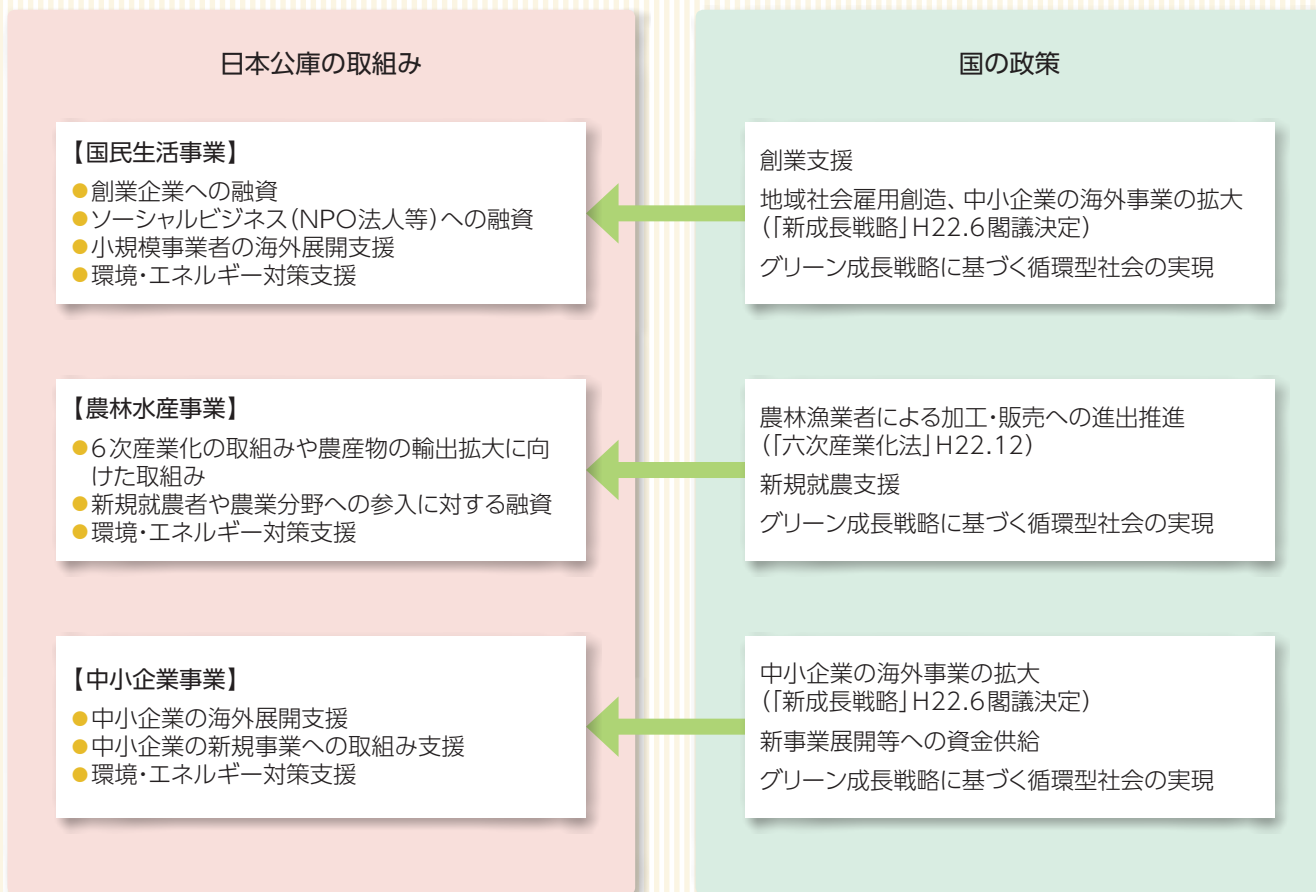 日本公庫の取組み
【国民生活事業】
●創業企業への融資
●ソーシャルビジネス(NPO法人等)への融資
●小規模事業者の海外展開支援
●環境・エネルギー対策支援
【農林水産事業】
●6次産業化の取組みや農産物の輸出拡大に向
けた取組み
●新規就農者や農業分野への参入に対する融資
●環境・エネルギー対策支援
【中小企業事業】
●中小企業の海外展開支援
●中小企業の新規事業への取組み支援
●環境・エネルギー対策支援
国の政策
創業支援
地域社会雇用創造、中小企業の海外事業の拡大
(「新成長戦略」H22.6閣議決定)
グリーン成長戦略に基づく循環型社会の実現
農林漁業者による加工・販売への進出推進
(「六次産業化法」H22.12)
新規就農支援
グリーン成長戦略に基づく循環型社会の実現
中小企業の海外事業の拡大
(「新成長戦略」H22.6閣議決定)
新事業展開等への資金供給
グリーン成長戦略に基づく循環型社会の実現